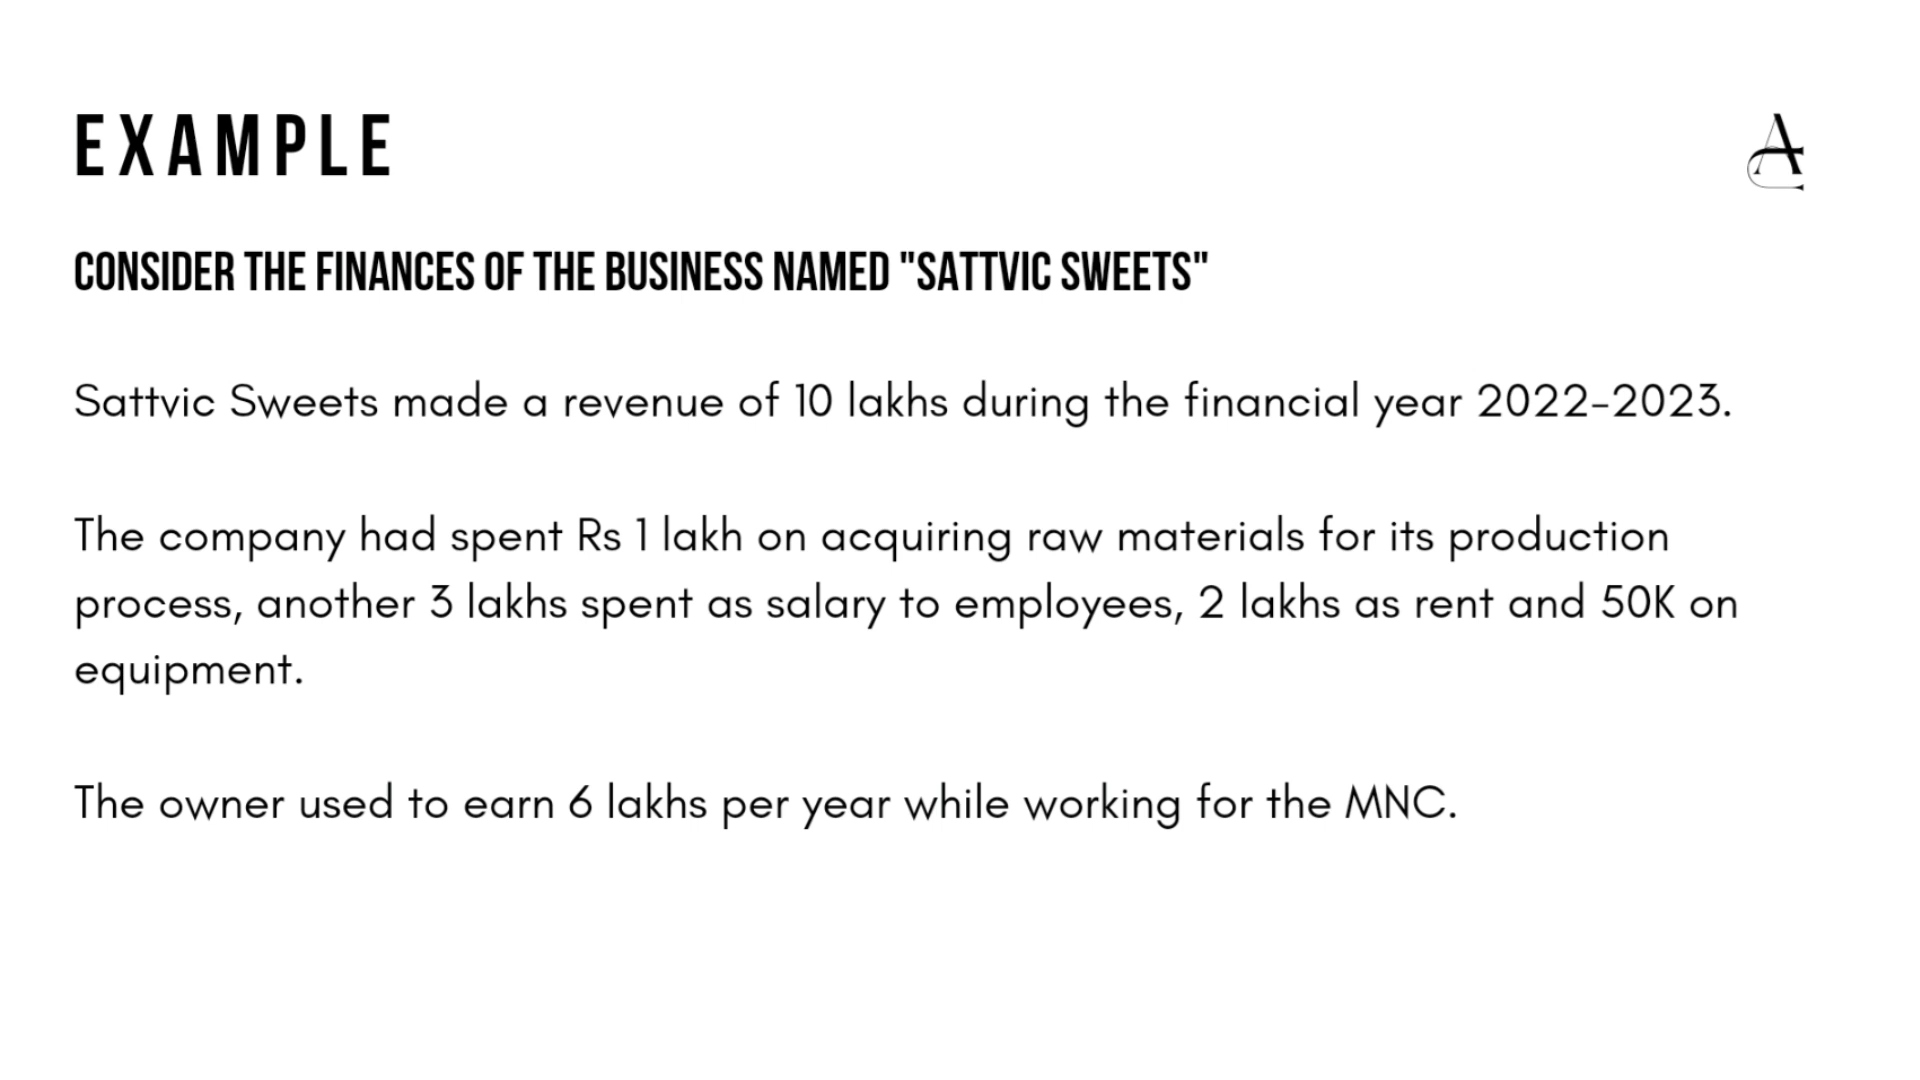 EXAMPLE
CONSIDER THE FINANCES OF THE BUSINESS NAMED "SATTVIC SWEETS"
Sattvic Sweets made a revenue of 10 lakhs during the financial year 2022-2023.
The company had spent Rs 1 lakh on acquiring raw materials for its production
process, another 3 lakhs spent as salary to employees, 2 lakhs as rent and 50K on
equipment.
The owner used to earn 6 lakhs per year while working for the MNC.